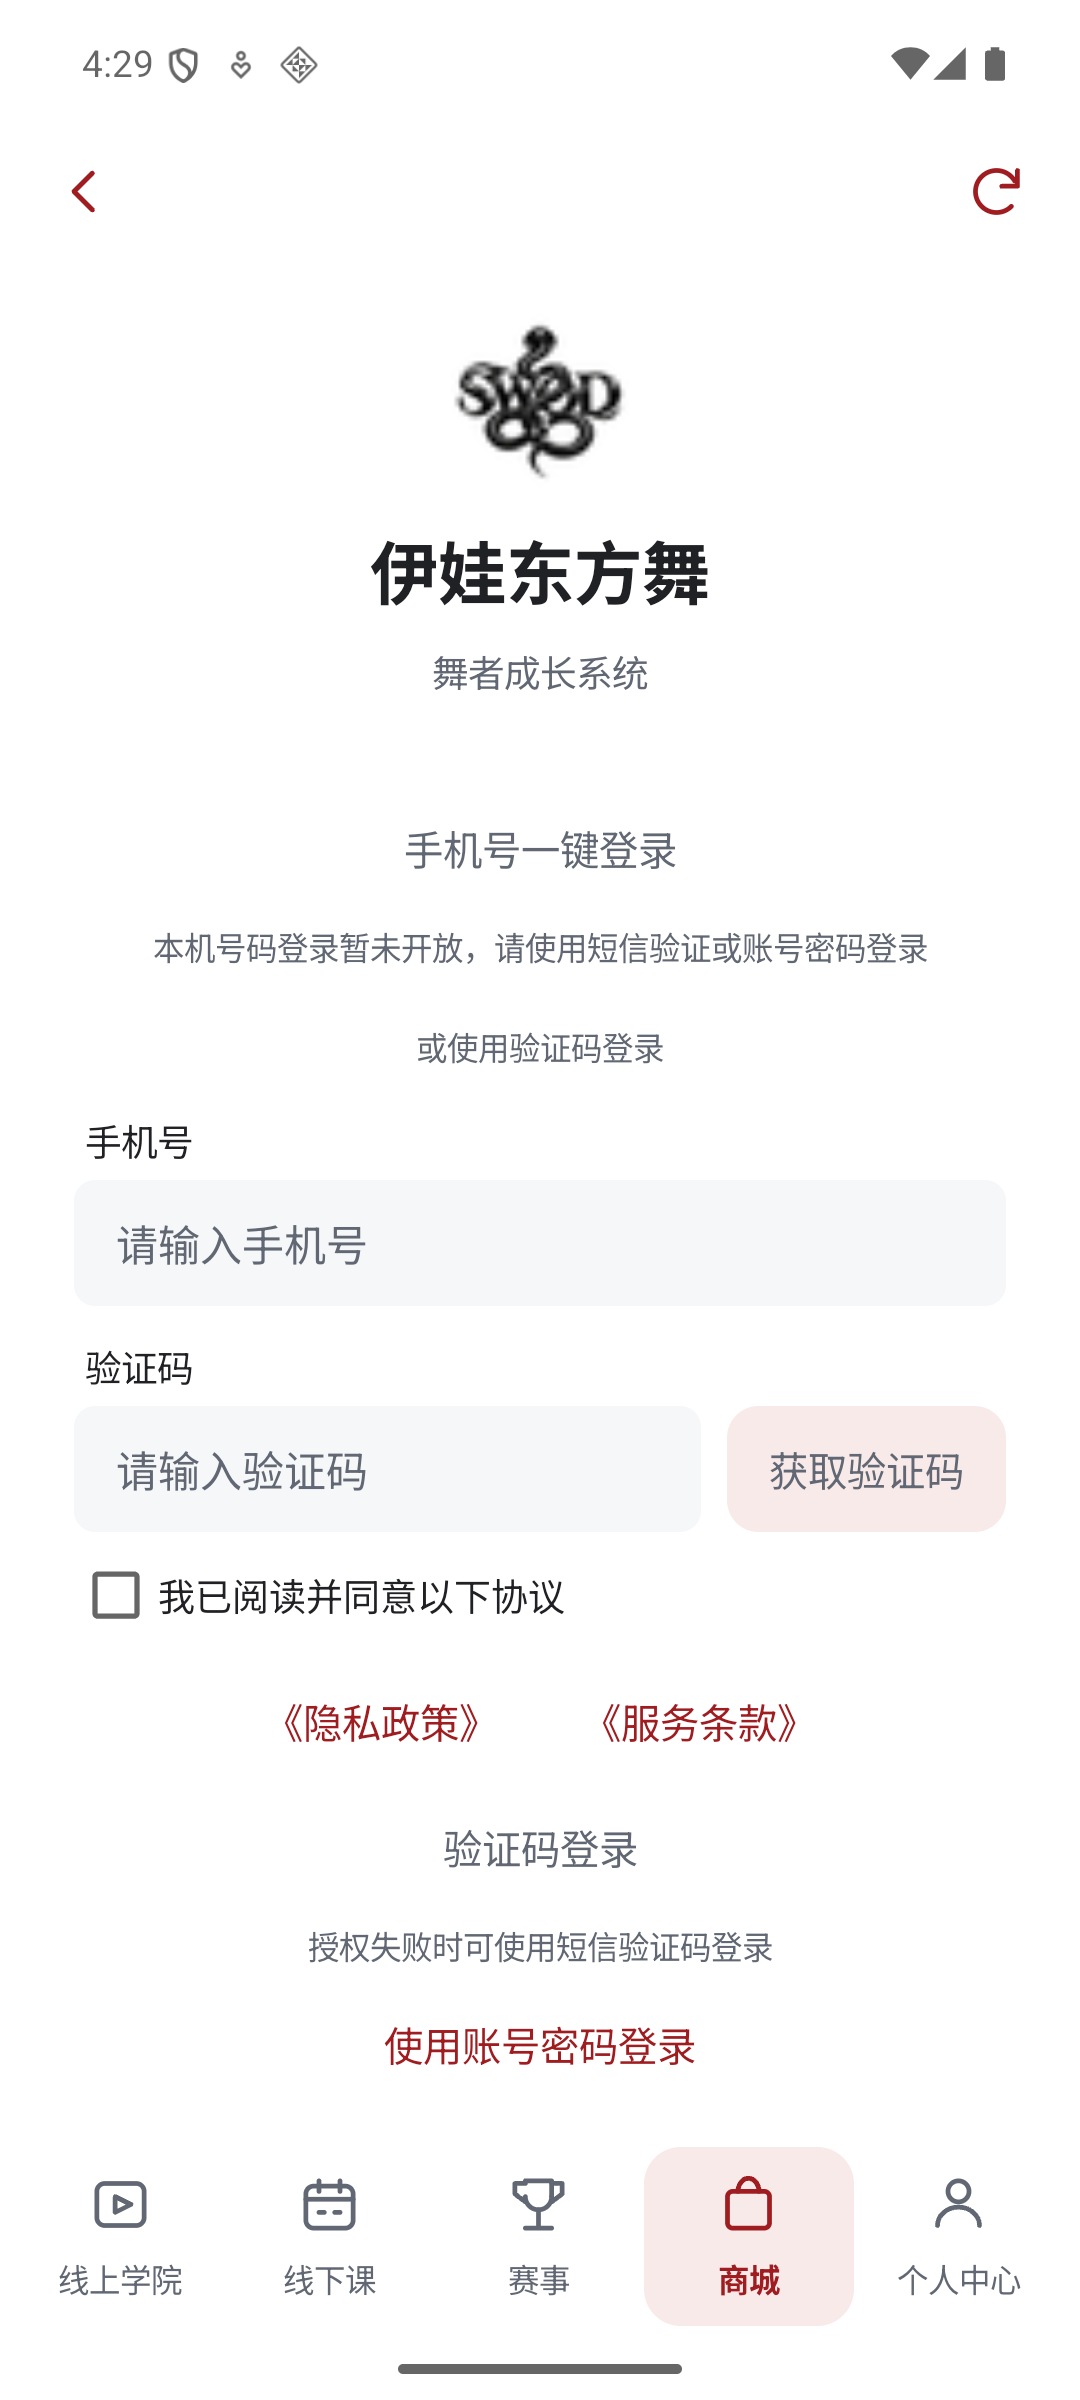 4:29
SWED
伊娃东方舞
舞者成长系统
手机号一键登录
本机号码登录暂未开放，请使用短信验证或账号密码登录
或使用验证码登录
手机号
请输入手机号
验证码
请输入验证码
获取验证码
我已阅读并同意以下协议
《隐私政策》 《服务条款》
验证码登录
授权失败时可使用短信验证码登录
使用账号密码登录
线上学院 线下课 赛事 商城 个人中心